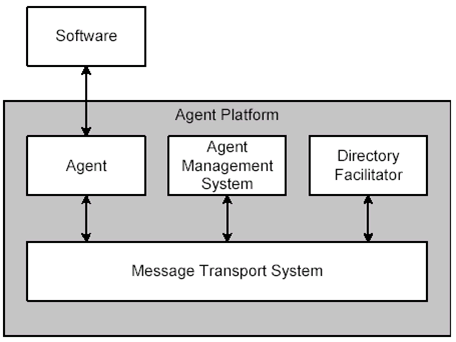 Software
Agent Platform
Agent
Agent
Management
System
Directory
Facilitator
Message Transport System